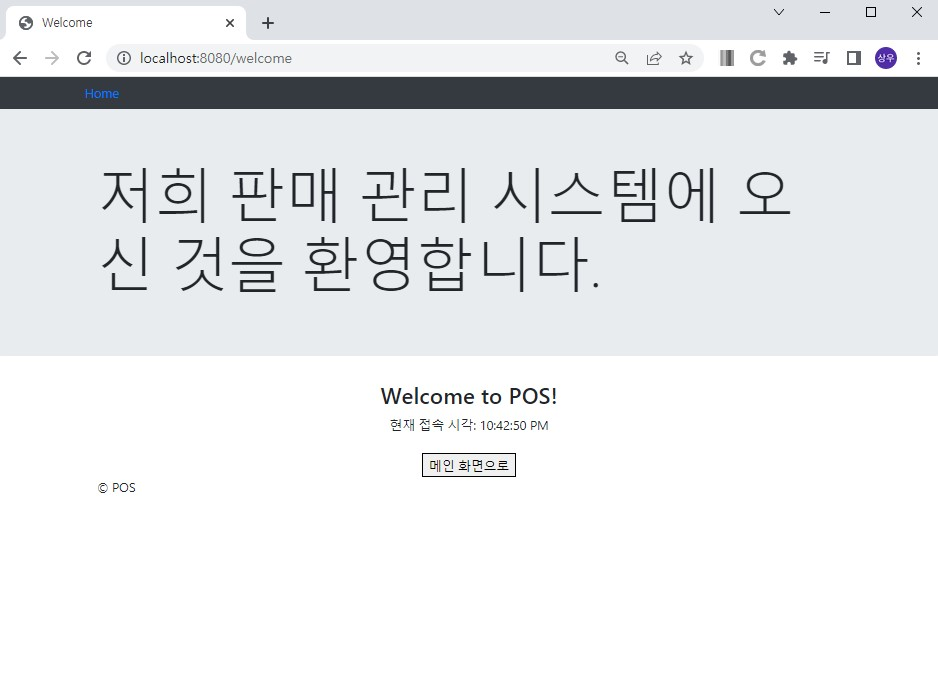 Welcome
localhost:8080/welcome
상우
Home
저희 판매 관리 시스템에 오
신 것을 환영합니다.
Welcome to POS!
현재 접속 시각: 10:42:50 PM
메인 화면으로
© POS